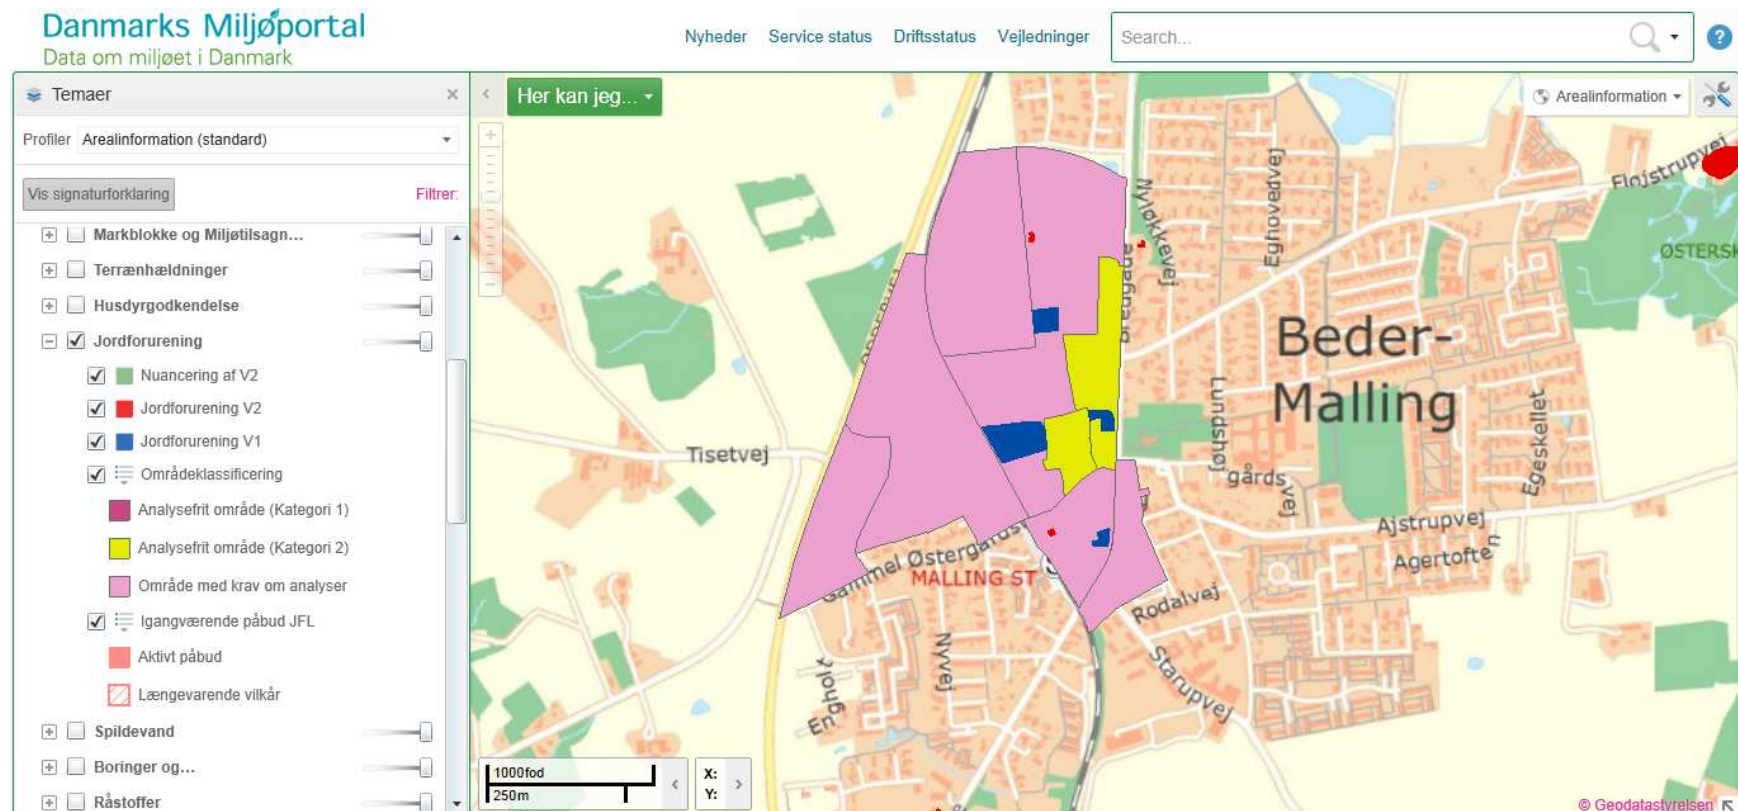 Danmarks Miljøportal
Data om miljøet i Danmark
Nyheder Service status Driftsstatus Vejledninger
Search...
?
Temaer
Her kan jeg...
Arealinformation
Profiler Arealinformation (standard)
Vis signaturforklaring
Filtrer:
Markblokke og Miljøtilsagn...
Terrænhældninger
Husdyrgodkendelse
Jordforurening
Nuancering af V2
Jordforurening V2
Jordforurening V1
Områdeklassificering
Analysefrit område (Kategori 1)
Analysefrit område (Kategori 2)
Område med krav om analyser
Igangværende påbud JFL
Aktivt påbud
Længevarende vilkår
Spildevand
Boringer og...
Råstoffer
Fløjstrupvej
ØSTERSK
Nyløkkevej
Eghovedvej
Bredgade
Beder-
Malling
Tisetvej
Lundshøj
gårds
vej
Egeskellet
Ajstrupvej
Agertoften
Gammel Østergårdsv
MALLING ST
Rodalvej
Nyvej
Starupvej
Engholk
1000fod
250m
X:
Y:
© Geodatastyrelsen